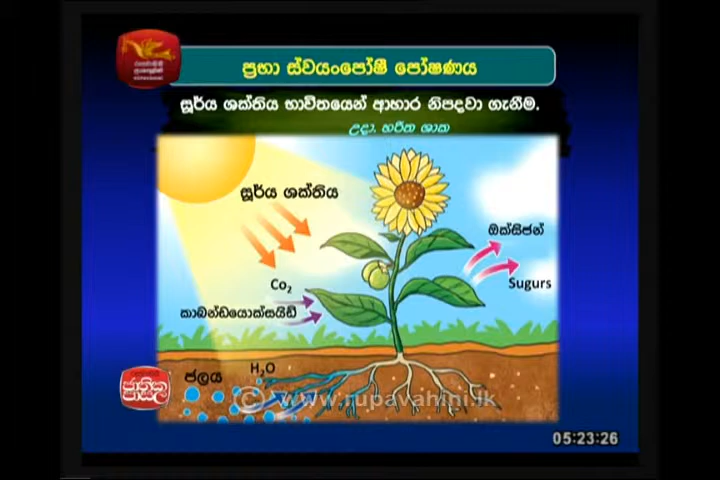 ප්‍රභා ස්වයංපෝෂී පෝෂණය
සූර්ය ශක්තිය භාවිතයෙන් ආහාර නිපදවා ගැනීම.
උදා. හරිත ශාක
සූර්ය ශක්තිය
ඔක්සිජන්
Co₂
Sugurs
කාබන්ඩයොක්සයිඩ්
ජලය
H₂O
ජාතික
පාසල
© www.rupavahini.lk
05:23:26